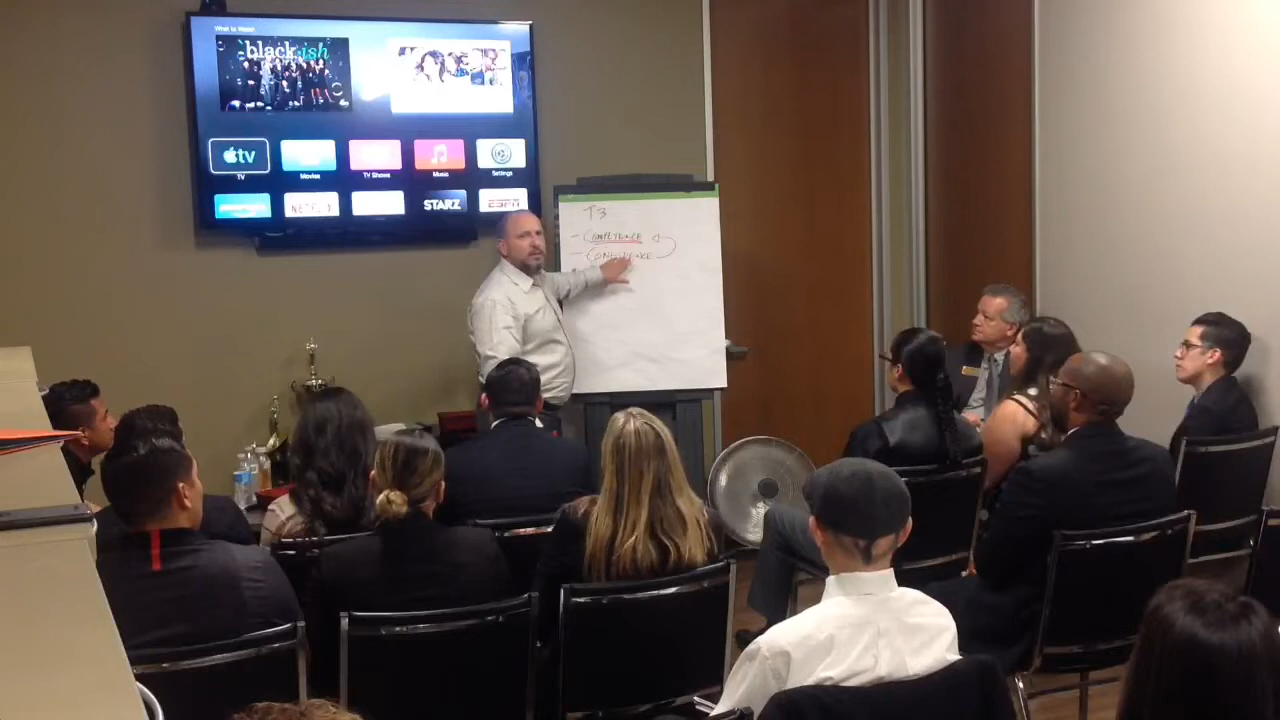 What to Watch
black-ish
tv
TV
Movies
TV Shows
Music
Settings
NETFLIX
STARZ
ESPN
T3
- COMPETENCE
- CONFIDENCE